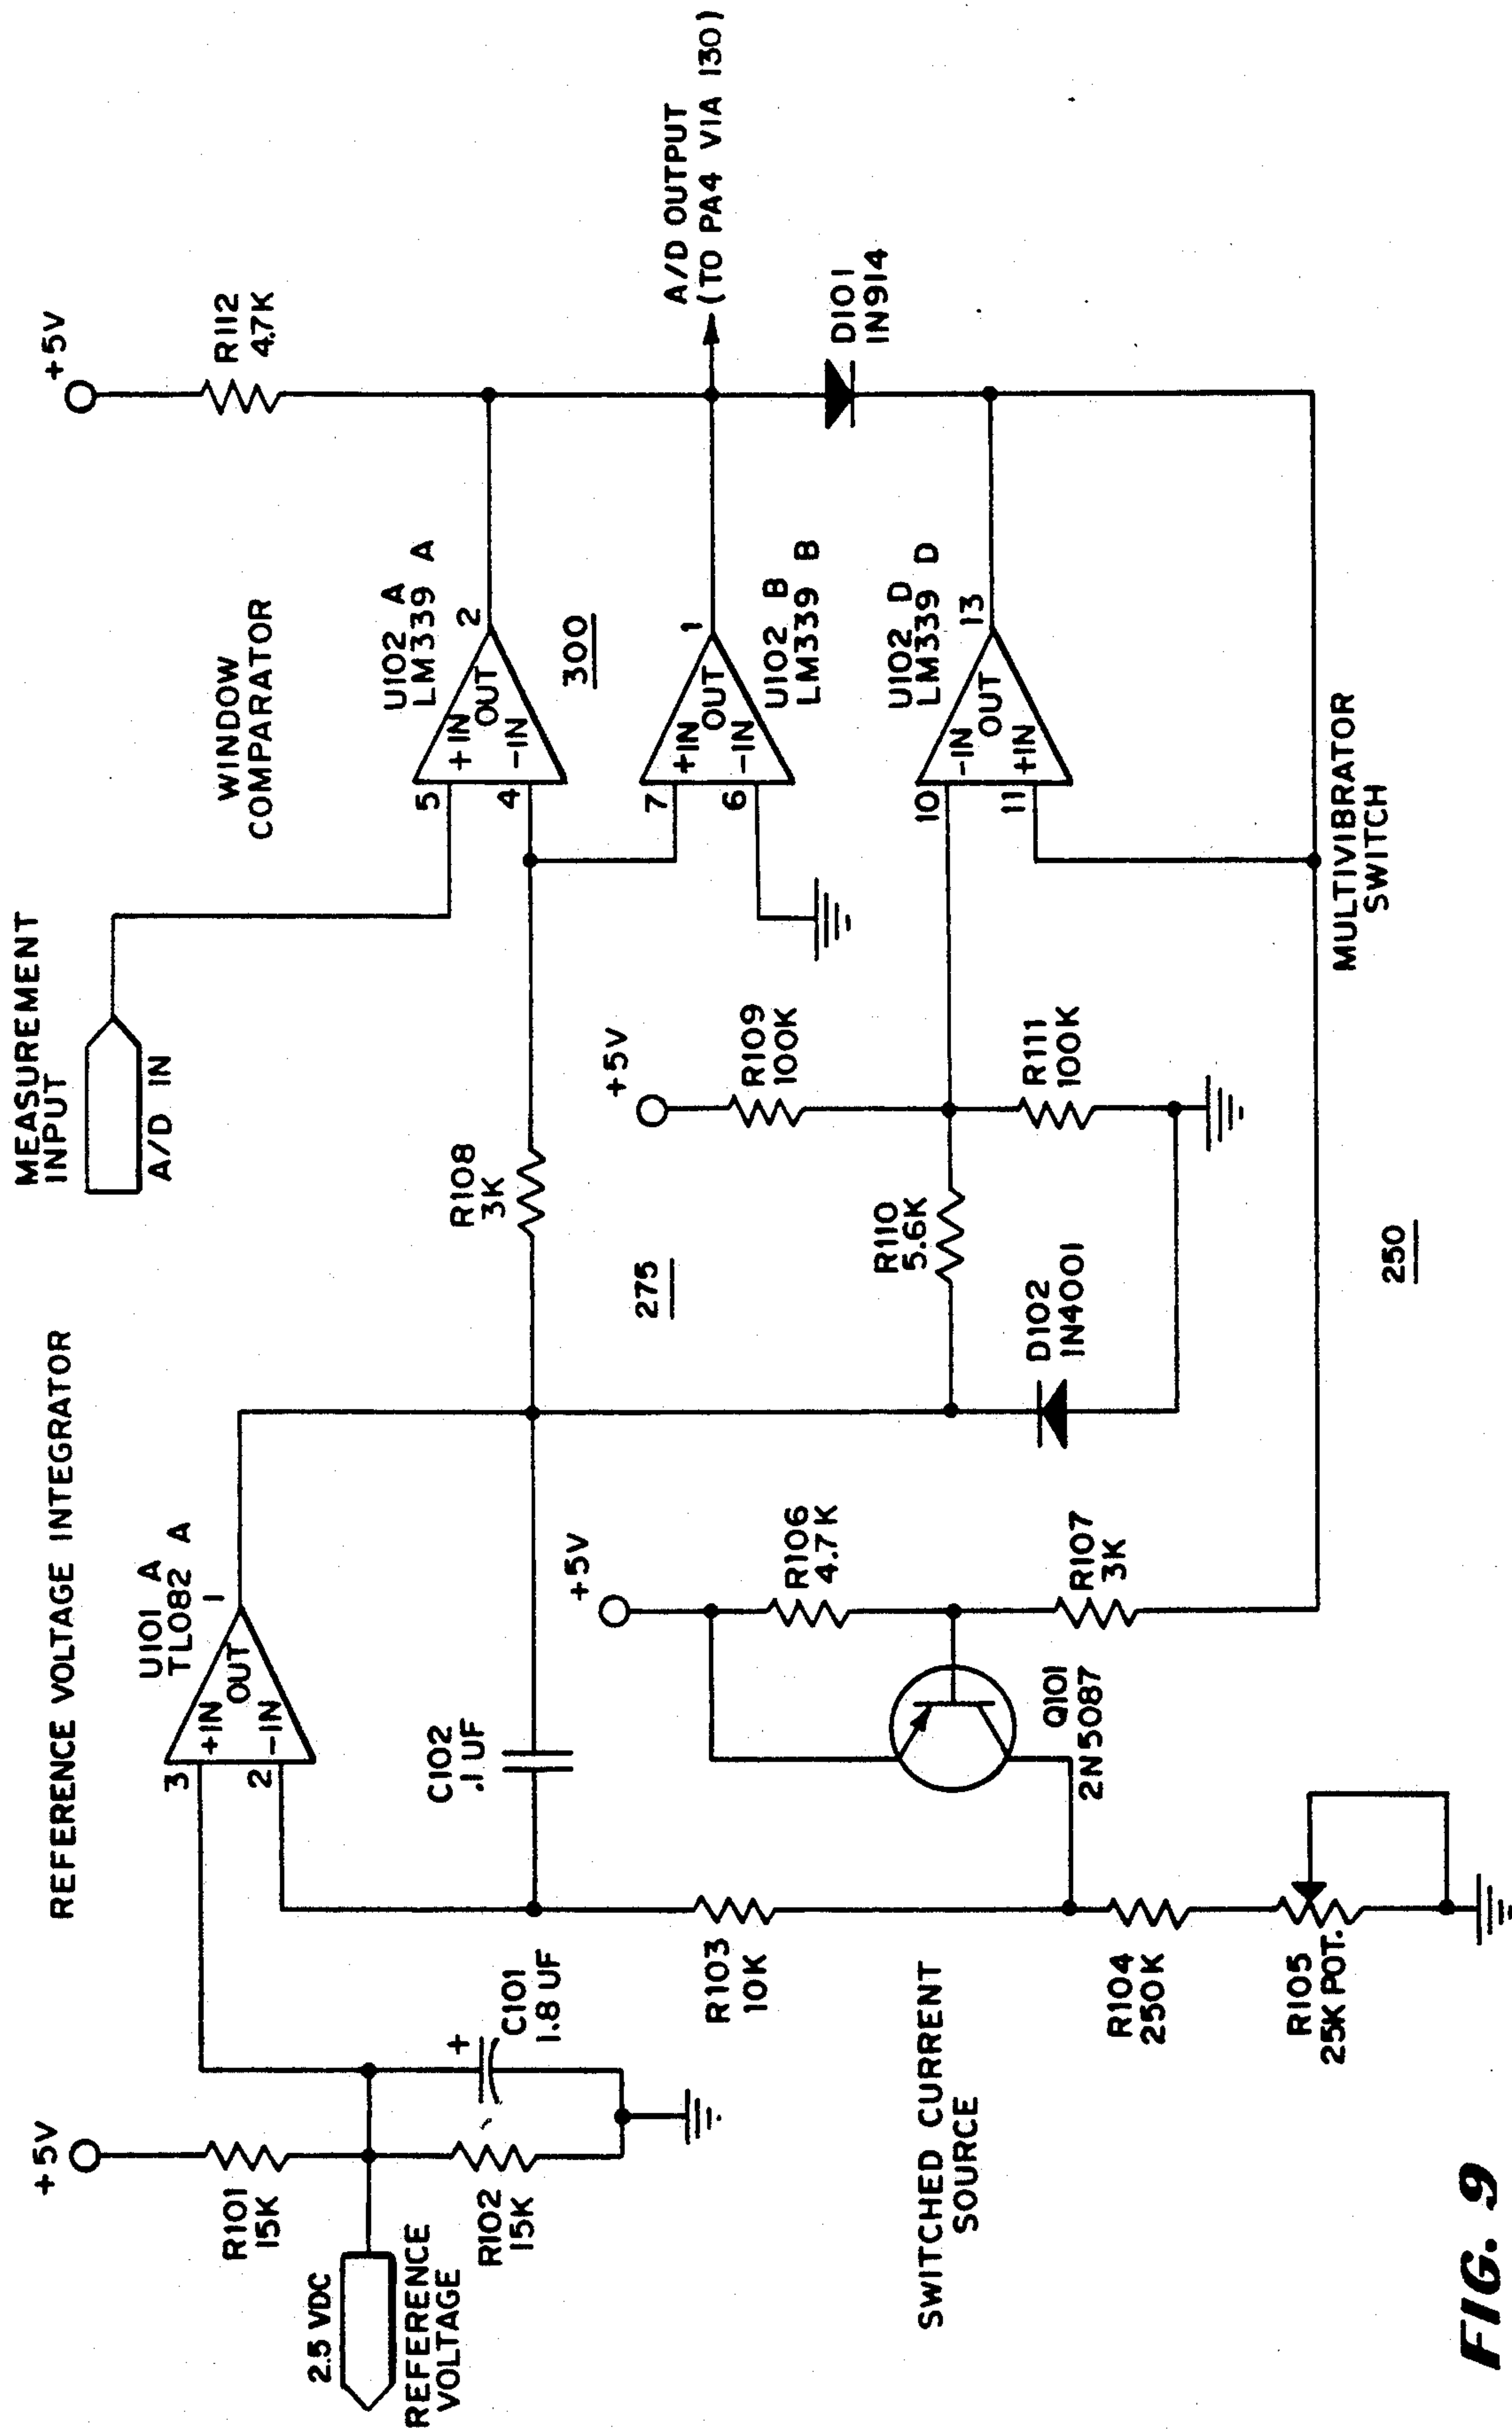 REFERENCE VOLTAGE INTEGRATOR
MEASUREMENT
INPUT
A/D IN
WINDOW
COMPARATOR
+5V
R101
15K
2.5 VDC
REFERENCE
VOLTAGE
R102
15K
+
C101
1.8 UF
3
+IN
2
-IN
OUT
1
U101 A
TL082 A
C102
.1 UF
R103
10K
SWITCHED CURRENT
SOURCE
R104
250K
R105
25K POT.
+5V
R106
4.7K
Q101
2N5087
R107
3K
R108
3K
275
R110
5.6K
D102
1N4001
+5V
R109
100K
R111
100K
250
5
+IN
4
-IN
OUT
2
U102 A
LM339 A
300
7
+IN
6
-IN
OUT
1
U102 B
LM339 B
10
-IN
11
+IN
OUT
13
U102 D
LM339 D
MULTIVIBRATOR
SWITCH
+5V
R112
4.7K
A/D OUTPUT
(TO PA4 VIA 130)
D101
IN914
FIG. 9